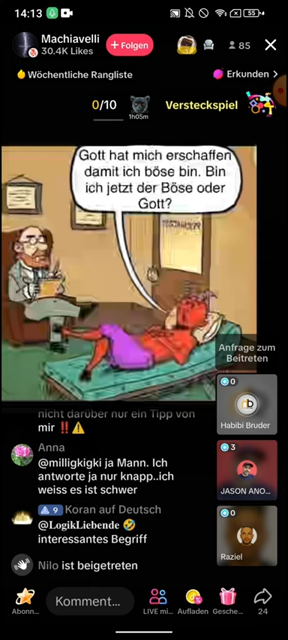 14:13
55
Machiavelli
30.4K Likes
+ Folgen
85
Wöchentliche Rangliste
Erkunden >
0/10
1h05m
Versteckspiel
Gott hat mich erschaffen
damit ich böse bin. Bin
ich jetzt der Böse oder
Gott?
Anfrage zum
Beitreten
0
Habibi Bruder
3
JASON ANO...
0
Raziel
nicht darüber nur ein Tipp von
mir ‼️⚠️
Anna
@milligkigki ja Mann. Ich
antworte ja nur knapp..ich
weiss es ist schwer
9 Koran auf Deutsch
@𝐋𝐨𝐠𝐢𝐤𝐋𝐢𝐞𝐛𝐞𝐧𝐝𝐞 🤣
interessantes Begriff
Nilo ist beigetreten
Abonn...
Kommentar...
LIVE mi...
Aufladen
Gesche...
24